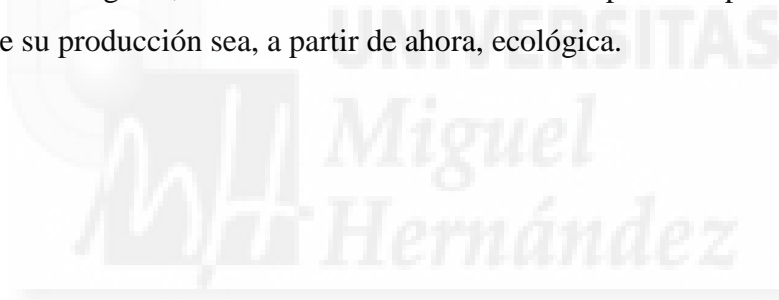 e su producción sea, a partir de ahora, ecológica.
UNIVERSITAS
Miguel
Hernández